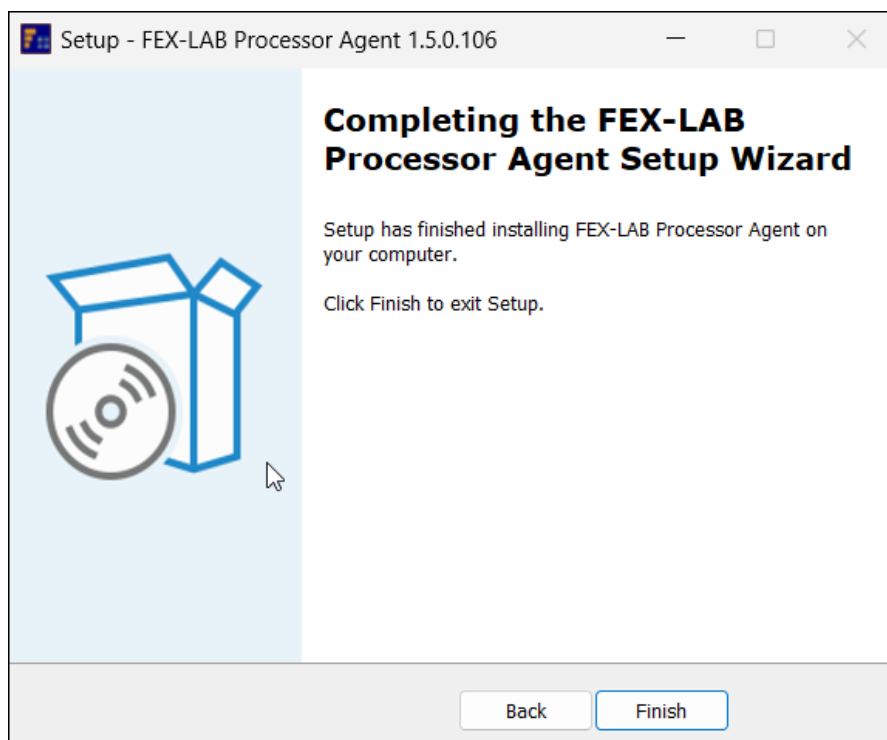 Setup - FEX-LAB Processor Agent 1.5.0.106
Completing the FEX-LAB
Processor Agent Setup Wizard
Setup has finished installing FEX-LAB Processor Agent on
your computer.
Click Finish to exit Setup.
Back
Finish